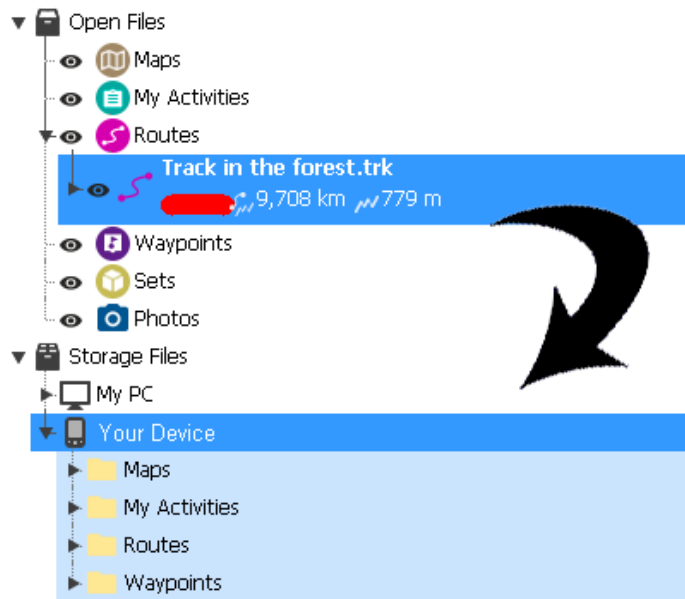 Open Files
Maps
My Activities
Routes
Track in the forest.trk
9,708 km 779 m
Waypoints
Sets
Photos
Storage Files
My PC
Your Device
Maps
My Activities
Routes
Waypoints